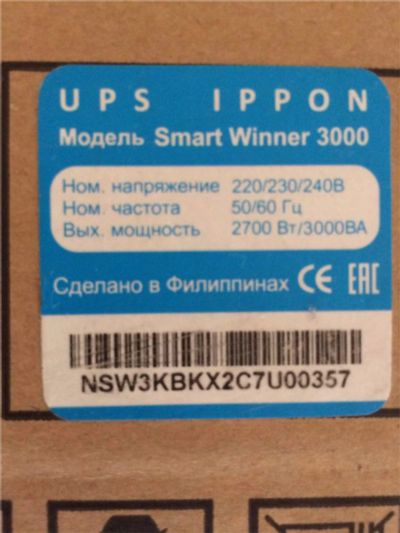 UPS IPPON
Модель Smart Winner 3000
Ном. напряжение 220/230/240В
Ном. частота 50/60 Гц
Вых. мощность 2700 Вт/3000ВА
Сделано в Филиппинах CE EAC
NSW3KBKX2C7U00357